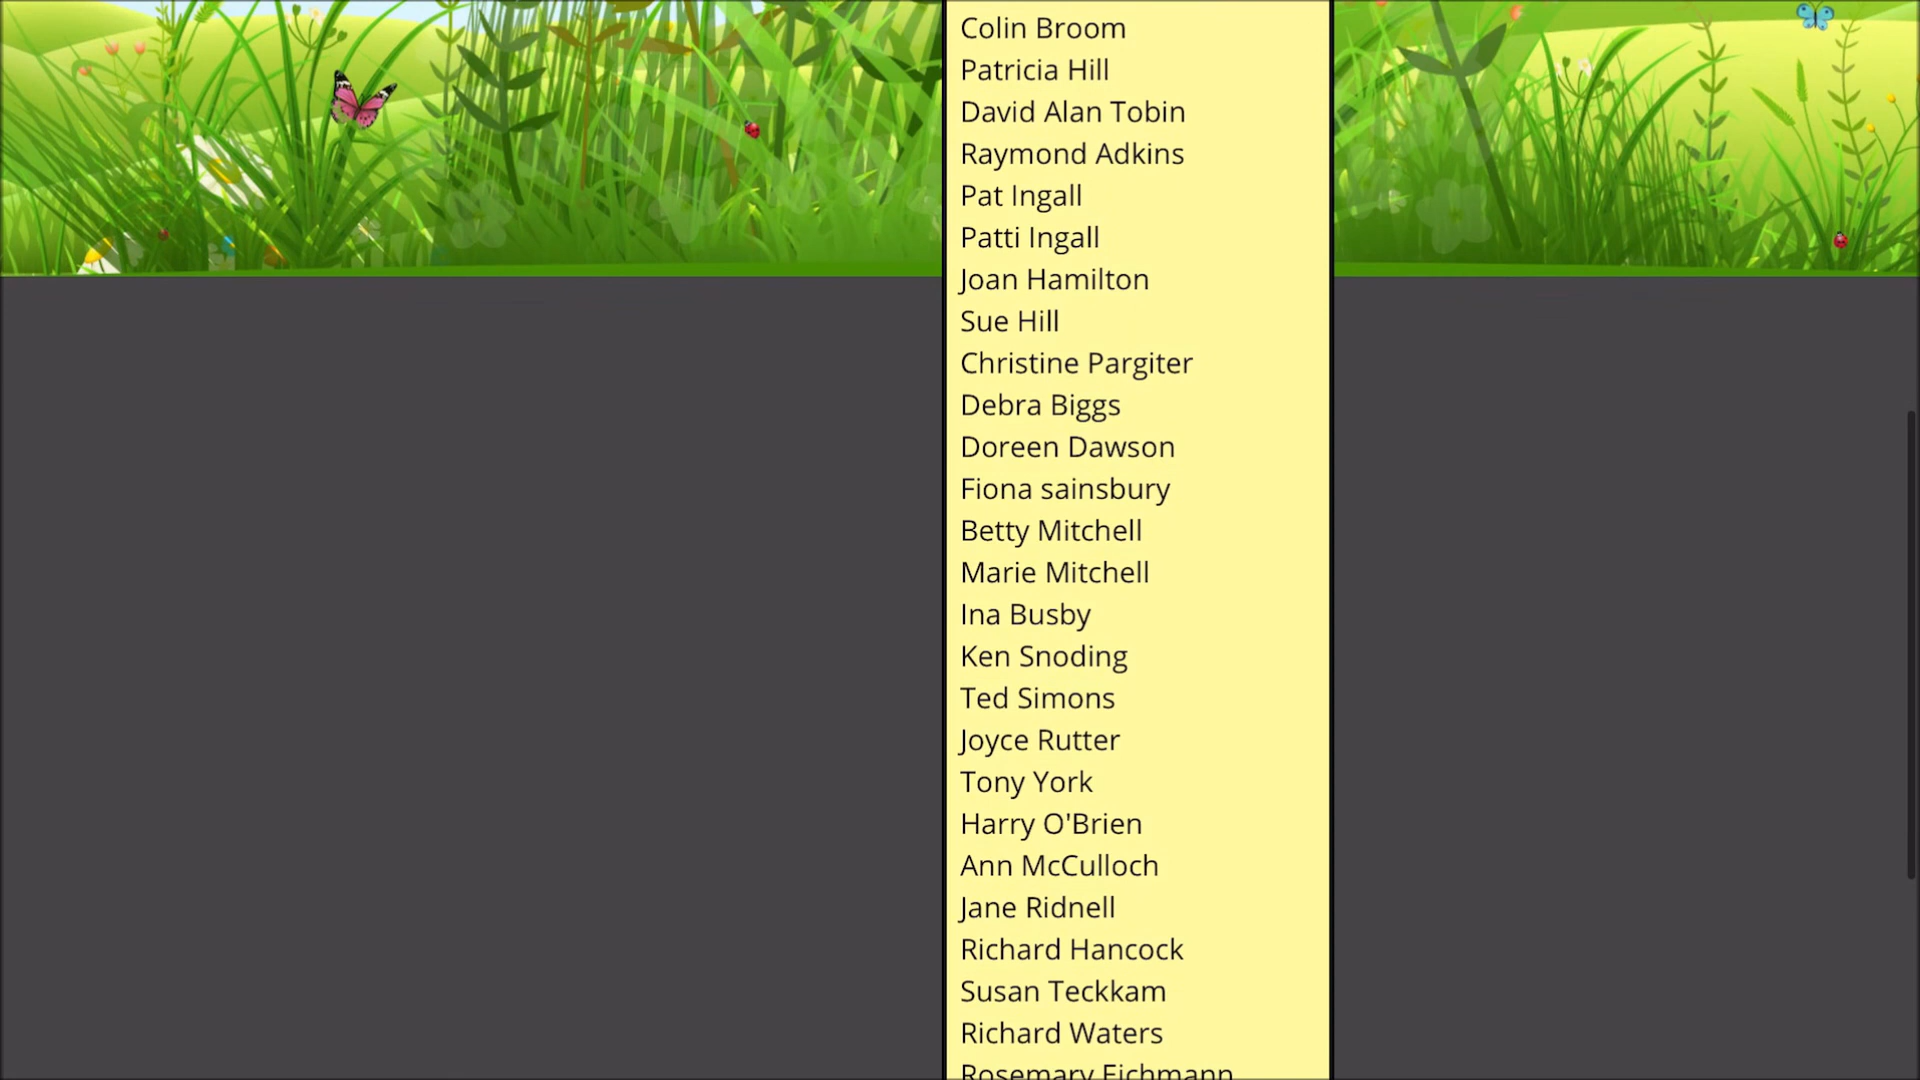 Colin Broom
Patricia Hill
David Alan Tobin
Raymond Adkins
Pat Ingall
Patti Ingall
Joan Hamilton
Sue Hill
Christine Pargiter
Debra Biggs
Doreen Dawson
Fiona sainsbury
Betty Mitchell
Marie Mitchell
Ina Busby
Ken Snoding
Ted Simons
Joyce Rutter
Tony York
Harry O'Brien
Ann McCulloch
Jane Ridnell
Richard Hancock
Susan Teckkam
Richard Waters
Rosemary Eichmann